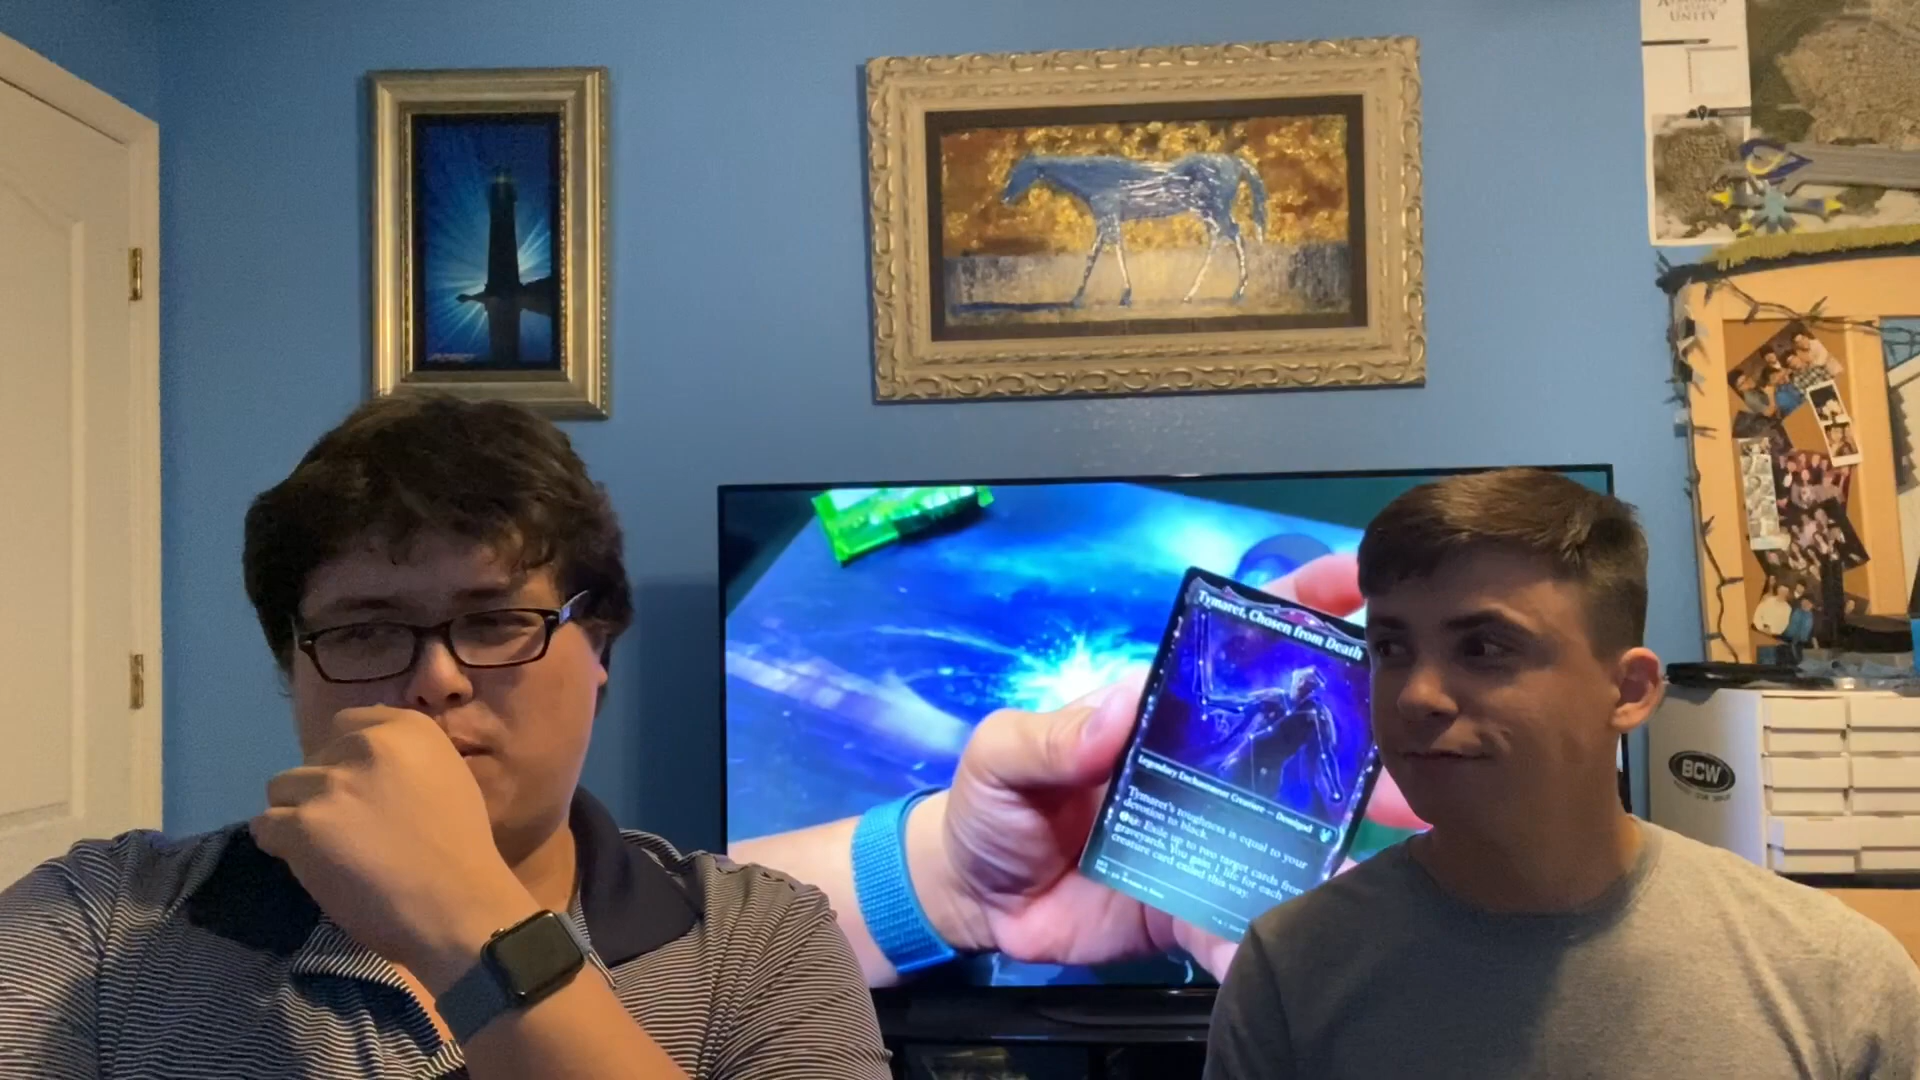 UNITY
Tymaret, Chosen from Death
Legendary Enchantment Creature — Demigod
Tymaret's toughness is equal to your
devotion to black.
Exile up to two target cards from
graveyards. You gain 1 life for each
creature card exiled this way.
BCW